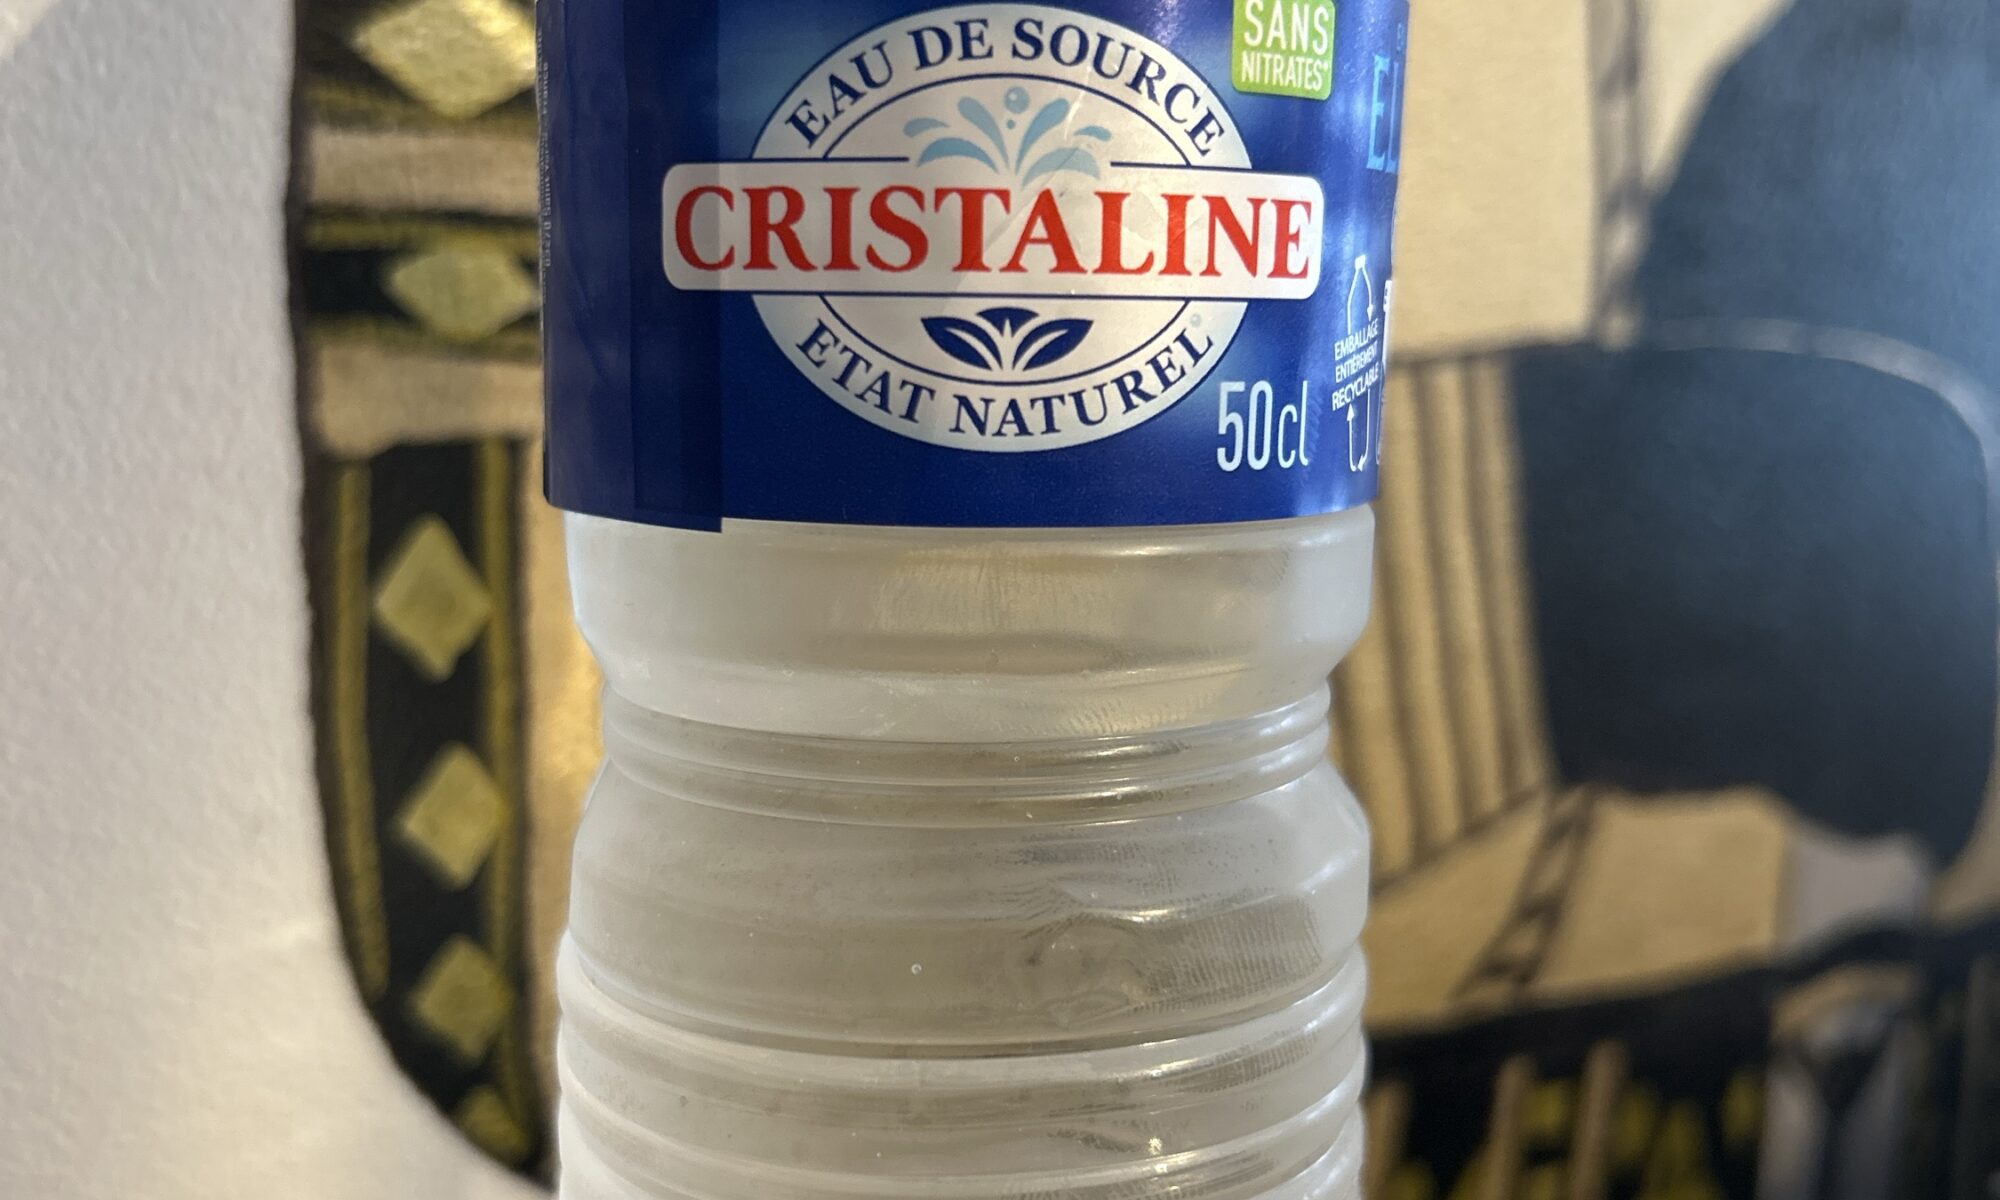 SANS
NITRATES*
EAU DE SOURCE
CRISTALINE
ETAT NATUREL
50cl
EMBALLAGE
ENTIÈREMENT
RECYCLABLE